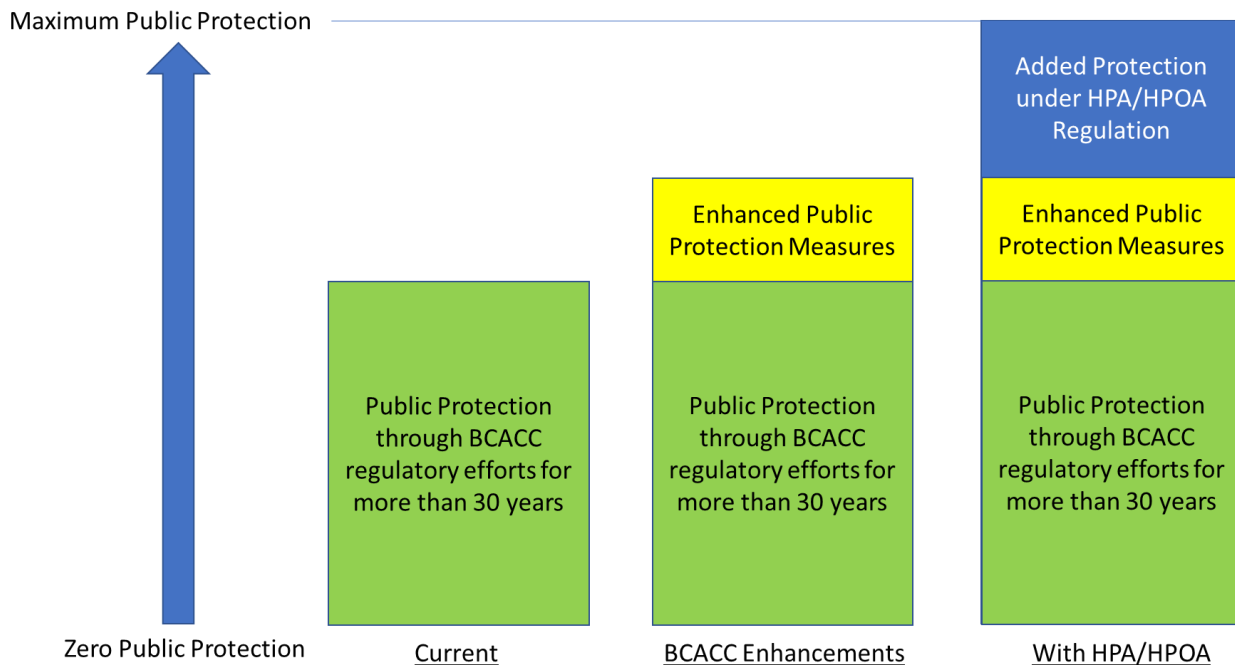 Maximum Public Protection
Added Protection
under HPA/HPOA
Regulation
Enhanced Public
Protection Measures
Enhanced Public
Protection Measures
Public Protection
through BCACC
regulatory efforts for
more than 30 years
Public Protection
through BCACC
regulatory efforts for
more than 30 years
Public Protection
through BCACC
regulatory efforts for
more than 30 years
Zero Public Protection
Current
BCACC Enhancements
With HPA/HPOA